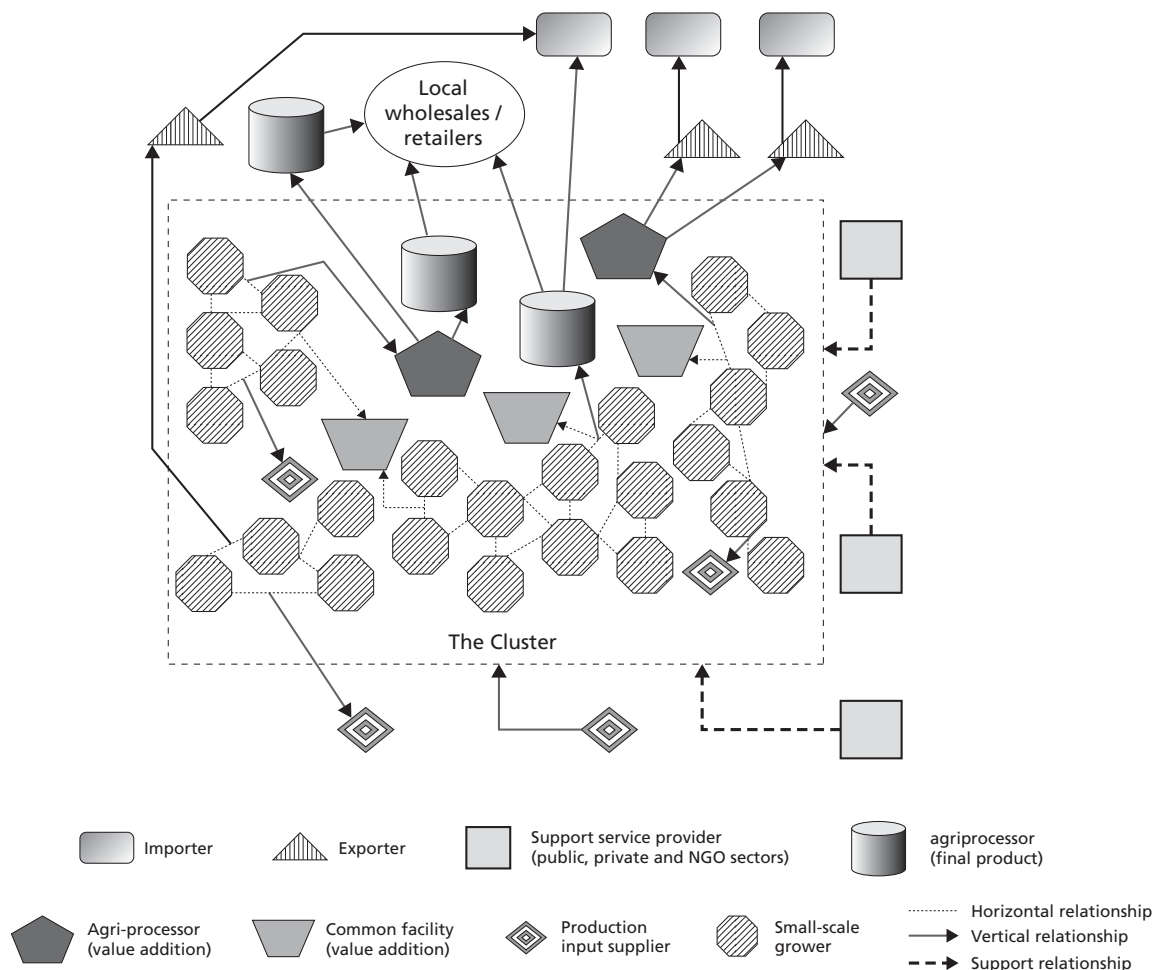 Local
wholesales /
retailers
The Cluster
Importer
Exporter
Support service provider
(public, private and NGO sectors)
agriprocessor
(final product)
Agri-processor
(value addition)
Common facility
(value addition)
Production
input supplier
Small-scale
grower
Horizontal relationship
Vertical relationship
Support relationship